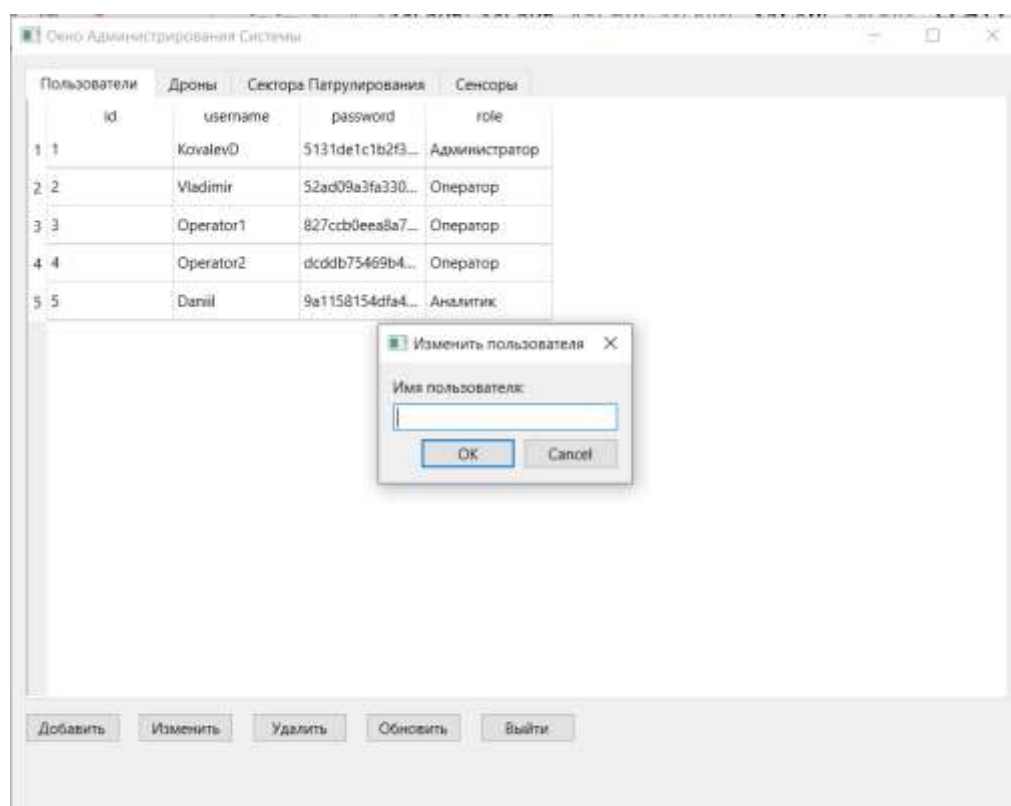 Окно Администрирования Системы
Пользователи Дроны Сектора Патрулирования Сенсоры
id username password role
1 1 KovalevD 5131de1c1b2f3... Администратор
2 2 Vladimir 52ad09a3fa330... Оператор
3 3 Operator1 827ccb0eea8a7... Оператор
4 4 Operator2 dcddb75469b4... Оператор
5 5 Daniil 9a1158154dfa4... Аналитик
Изменить пользователя
Имя пользователя:
OK Cancel
Добавить Изменить Удалить Обновить Выйти